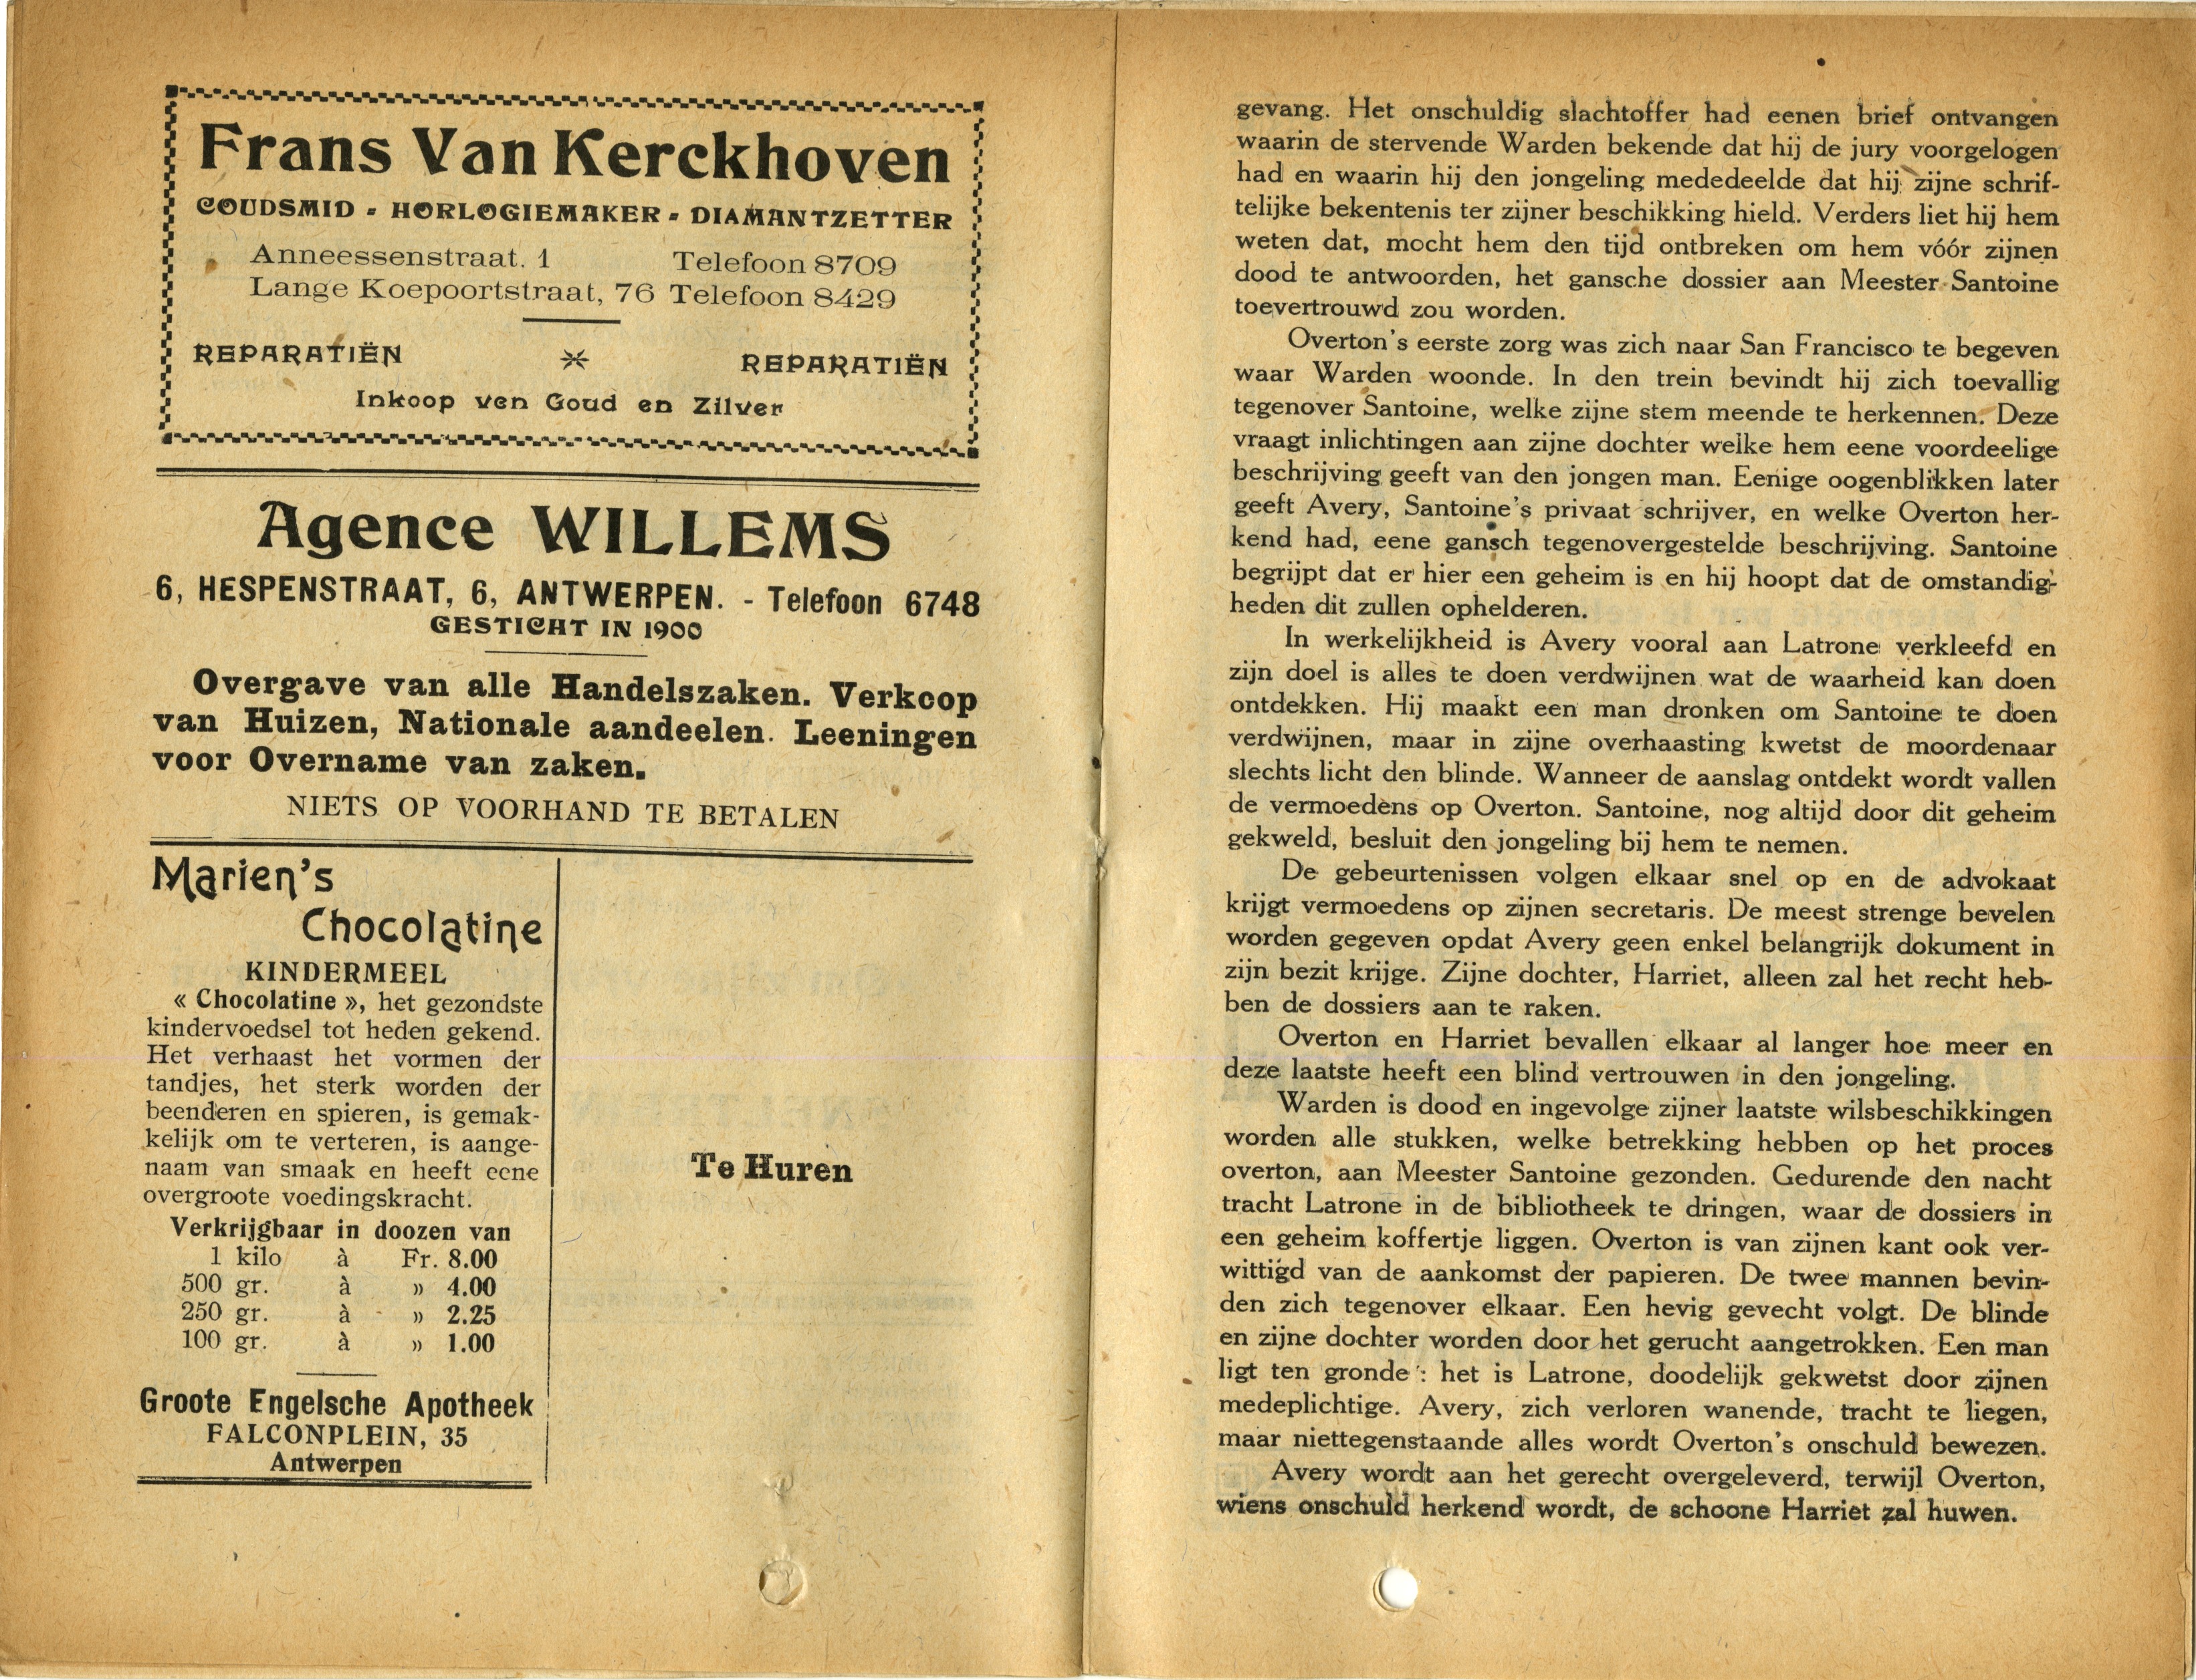 Frans Van Kerckhoven
GOUDSMID - HORLOGIEMAKER - DIAMANTZETTER
Anneessenstraat. 1 Telefoon 8709
Lange Koepoortstraat, 76 Telefoon 8429
REPARATIËN REPARATIËN
Inkoop ven Goud en Zilver
Agence WILLEMS
6, HESPENSTRAAT, 6, ANTWERPEN. - Telefoon 6748
GESTICHT IN 1900
Overgave van alle Handelszaken. Verkoop
van Huizen, Nationale aandeelen. Leeningen
voor Overname van zaken.
NIETS OP VOORHAND TE BETALEN
Marien's
Chocolatine
KINDERMEEL
« Chocolatine », het gezondste
kindervoedsel tot heden gekend.
Het verhaast het vormen der
tandjes, het sterk worden der
beenderen en spieren, is gemak-
kelijk om te verteren, is aange-
naam van smaak en heeft eene
overgroote voedingskracht.
Verkrijgbaar in doozen van
1 kilo à Fr. 8.00
500 gr. à » 4.00
250 gr. à » 2.25
100 gr. à » 1.00
Groote Engelsche Apotheek
FALCONPLEIN, 35
Antwerpen
Te Huren
gevang. Het onschuldig slachtoffer had eenen brief ontvangen
waarin de stervende Warden bekende dat hij de jury voorgelogen
had en waarin hij den jongeling mededeelde dat hij zijne schrif-
telijke bekentenis ter zijner beschikking hield. Verders liet hij hem
weten dat, mocht hem den tijd ontbreken om hem vóór zijnen
dood te antwoorden, het gansche dossier aan Meester Santoine
toevertrouwd zou worden.
Overton's eerste zorg was zich naar San Francisco te begeven
waar Warden woonde. In den trein bevindt hij zich toevallig
tegenover Santoine, welke zijne stem meende te herkennen. Deze
vraagt inlichtingen aan zijne dochter welke hem eene voordeelige
beschrijving geeft van den jongen man. Eenige oogenblikken later
geeft Avery, Santoine's privaat schrijver, en welke Overton her-
kend had, eene gansch tegenovergestelde beschrijving. Santoine
begrijpt dat er hier een geheim is en hij hoopt dat de omstandig-
heden dit zullen ophelderen.
In werkelijkheid is Avery vooral aan Latrone verkleefd en
zijn doel is alles te doen verdwijnen wat de waarheid kan doen
ontdekken. Hij maakt een man dronken om Santoine te doen
verdwijnen, maar in zijne overhaasting kwetst de moordenaar
slechts licht den blinde. Wanneer de aanslag ontdekt wordt vallen
de vermoedens op Overton. Santoine, nog altijd door dit geheim
gekweld, besluit den jongeling bij hem te nemen.
De gebeurtenissen volgen elkaar snel op en de advokaat
krijgt vermoedens op zijnen secretaris. De meest strenge bevelen
worden gegeven opdat Avery geen enkel belangrijk dokument in
zijn bezit krijge. Zijne dochter, Harriet, alleen zal het recht heb-
ben de dossiers aan te raken.
Overton en Harriet bevallen elkaar al langer hoe meer en
deze laatste heeft een blind vertrouwen in den jongeling.
Warden is dood en ingevolge zijner laatste wilsbeschikkingen
worden alle stukken, welke betrekking hebben op het proces
overton, aan Meester Santoine gezonden. Gedurende den nacht
tracht Latrone in de bibliotheek te dringen, waar de dossiers in
een geheim koffertje liggen. Overton is van zijnen kant ook ver-
wittigd van de aankomst der papieren. De twee mannen bevin-
den zich tegenover elkaar. Een hevig gevecht volgt. De blinde
en zijne dochter worden door het gerucht aangetrokken. Een man
ligt ten gronde : het is Latrone, doodelijk gekwetst door zijnen
medeplichtige. Avery, zich verloren wanende, tracht te liegen,
maar niettegenstaande alles wordt Overton's onschuld bewezen.
Avery wordt aan het gerecht overgeleverd, terwijl Overton,
wiens onschuld herkend wordt, de schoone Harriet zal huwen.